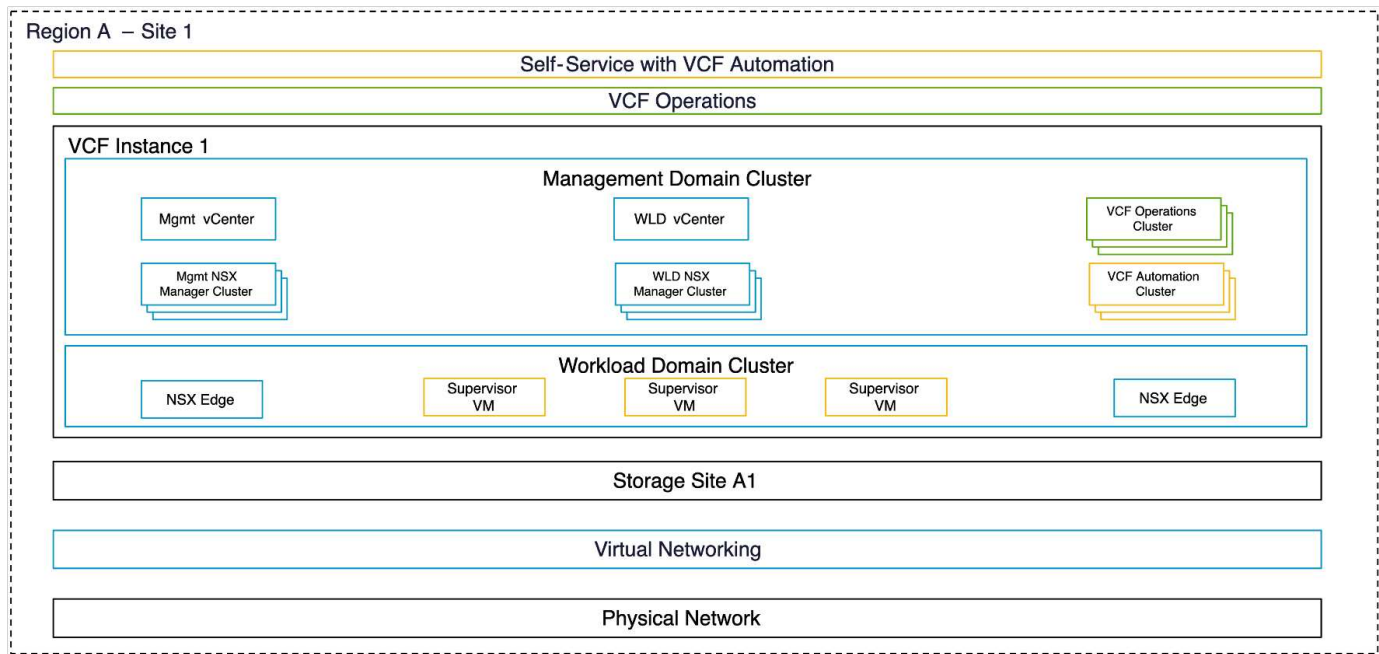 Region A – Site 1
Self-Service with VCF Automation
VCF Operations
VCF Instance 1
Management Domain Cluster
Mgmt vCenter
WLD vCenter
VCF Operations
Cluster
Mgmt NSX
Manager Cluster
WLD NSX
Manager Cluster
VCF Automation
Cluster
Workload Domain Cluster
NSX Edge
Supervisor
VM
Supervisor
VM
Supervisor
VM
NSX Edge
Storage Site A1
Virtual Networking
Physical Network